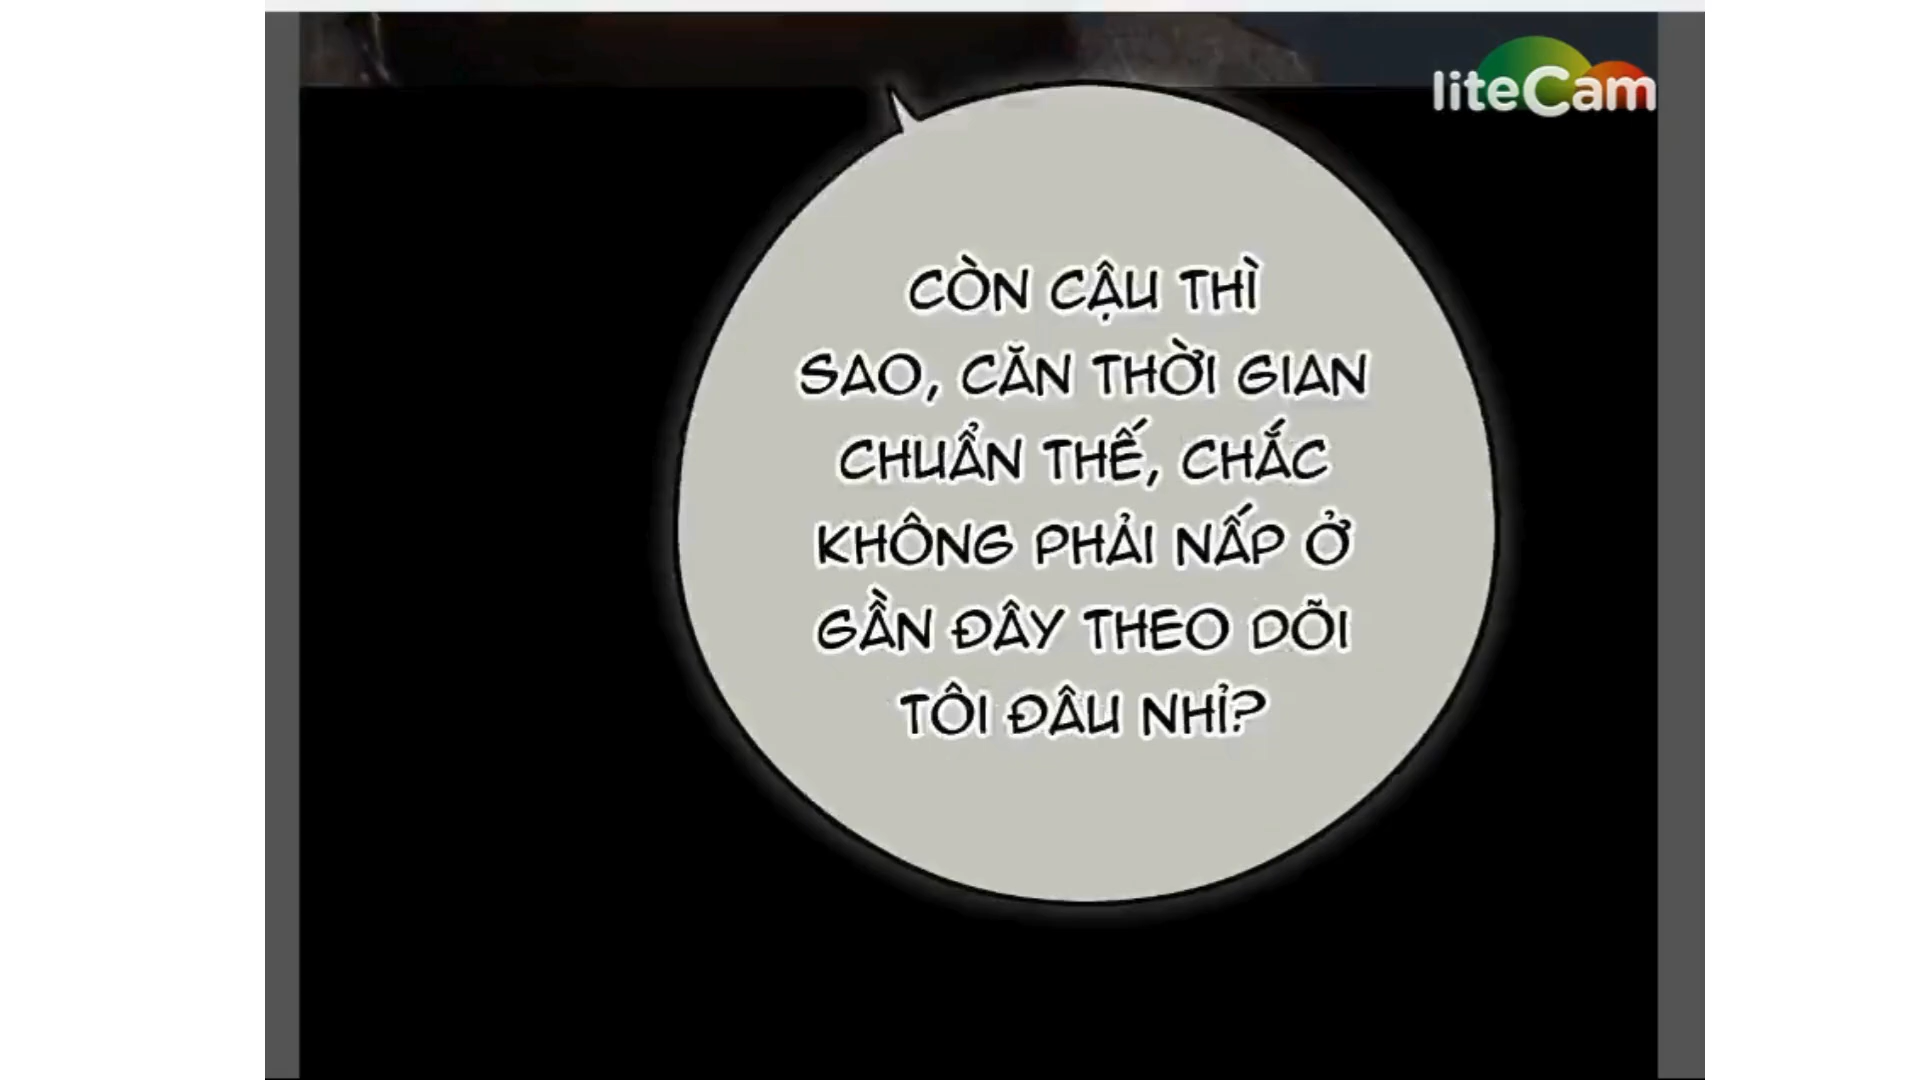 liteCam
CÒN CẬU THÌ
SAO, CĂN THỜI GIAN
CHUẨN THẾ, CHẮC
KHÔNG PHẢI NẤP Ở
GẦN ĐÂY THEO DÕI
TÔI ĐÂU NHỈ?